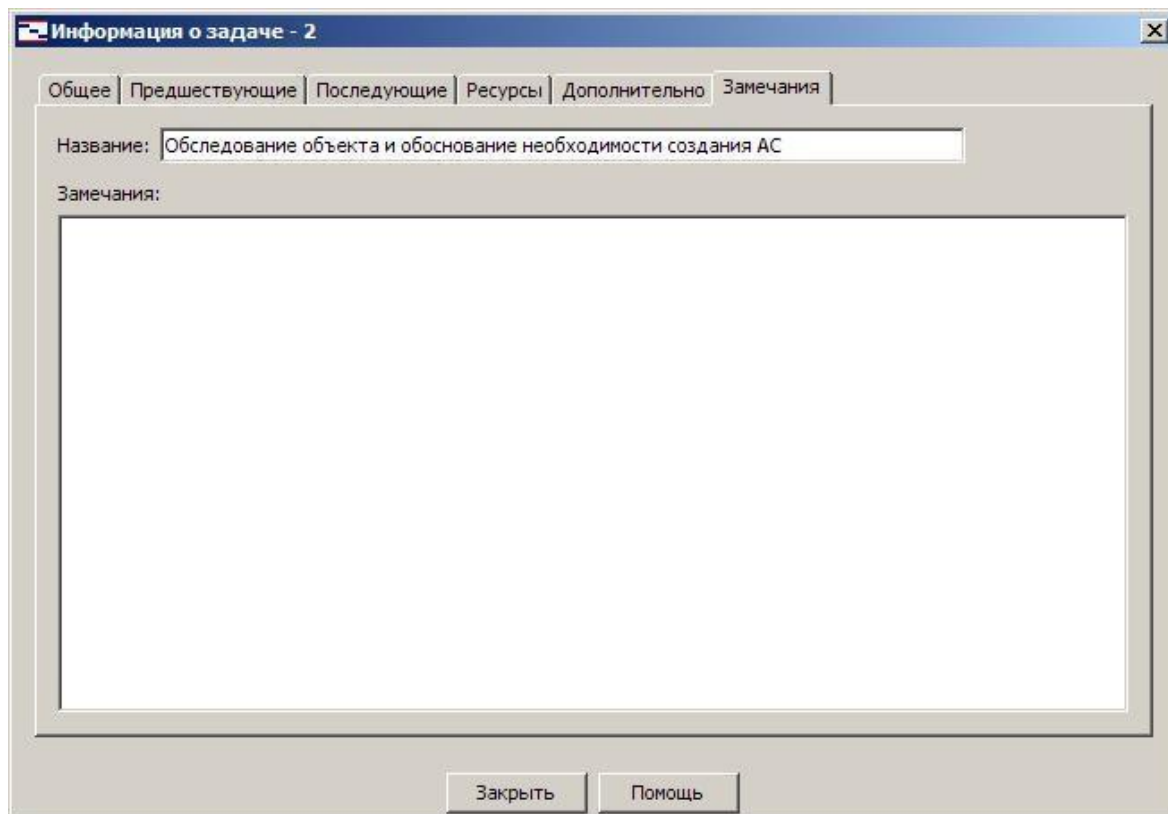 Информация о задаче - 2
Общее Предшествующие Последующие Ресурсы Дополнительно Замечания
Название: Обследование объекта и обоснование необходимости создания АС
Замечания:
Закрыть Помощь